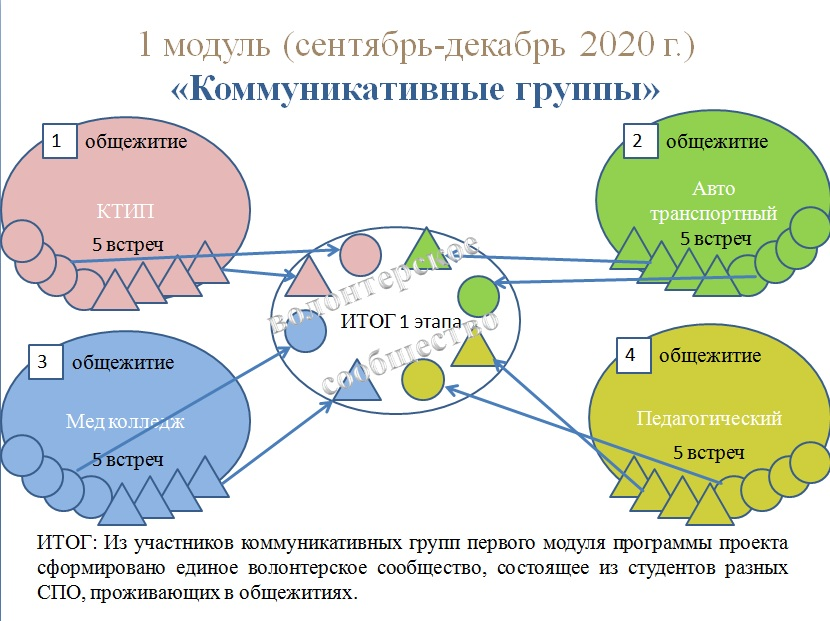 1 модуль (сентябрь-декабрь 2020 г.)
«Коммуникативные группы»
1 общежитие
КТИП
5 встреч
2 общежитие
Авто
транспортный
5 встреч
волонтерское
ИТОГ 1 этапа
сообщество
3 общежитие
Мед колледж
5 встреч
4 общежитие
Педагогический
5 встреч
ИТОГ: Из участников коммуникативных групп первого модуля программы проекта
сформировано единое волонтерское сообщество, состоящее из студентов разных
СПО, проживающих в общежитиях.